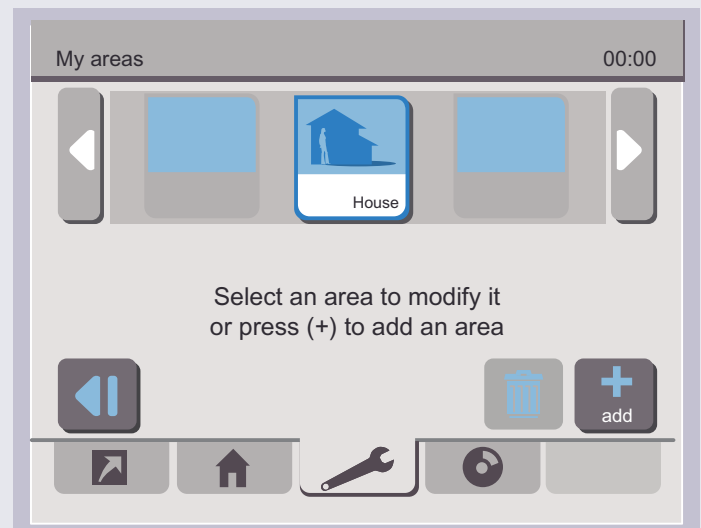 My areas 00:00
House
Select an area to modify it
or press (+) to add an area
add